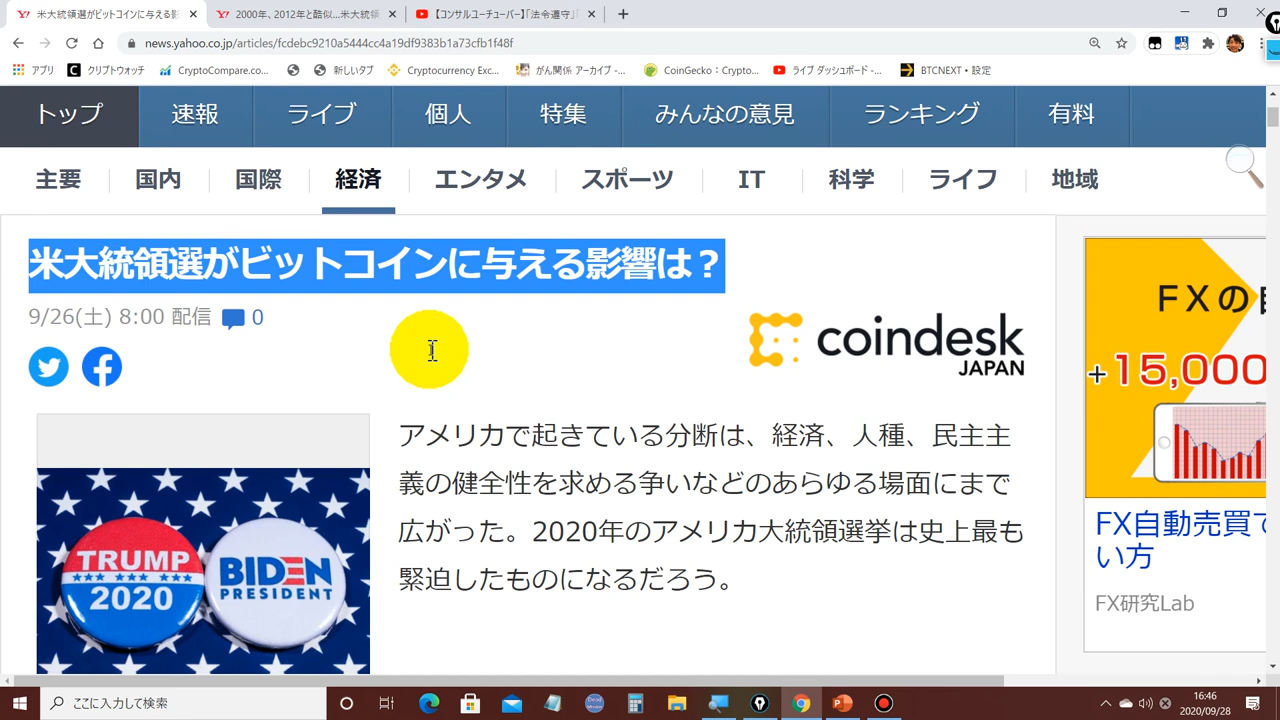 米大統領選がビットコインに与える影
2000年、2012年と酷似...米大統領
【コンサルユーチューバー】「法令遵守」
news.yahoo.co.jp/articles/fcdebc9210a5444cc4a19df9383b1a73cfb1f48f
アプリ クリプトウォッチ CryptoCompare.co... 新しいタブ Cryptocurrency Exc... がん関係 アーカイブ -... CoinGecko: Crypto... ライブ ダッシュボード -... BTCNEXT・設定
トップ 速報 ライブ 個人 特集 みんなの意見 ランキング 有料
主要 国内 国際 経済 エンタメ スポーツ IT 科学 ライフ 地域
米大統領選がビットコインに与える影響は？
9/26(土) 8:00 配信 0
coindesk
JAPAN
アメリカで起きている分断は、経済、人種、民主主
義の健全性を求める争いなどのあらゆる場面にまで
広がった。2020年のアメリカ大統領選挙は史上最も
緊迫したものになるだろう。
TRUMP
2020
BIDEN
PRESIDENT
FXの自
+15,000
FX自動売買で
い方
FX研究Lab
ここに入力して検索
16:46
2020/09/28